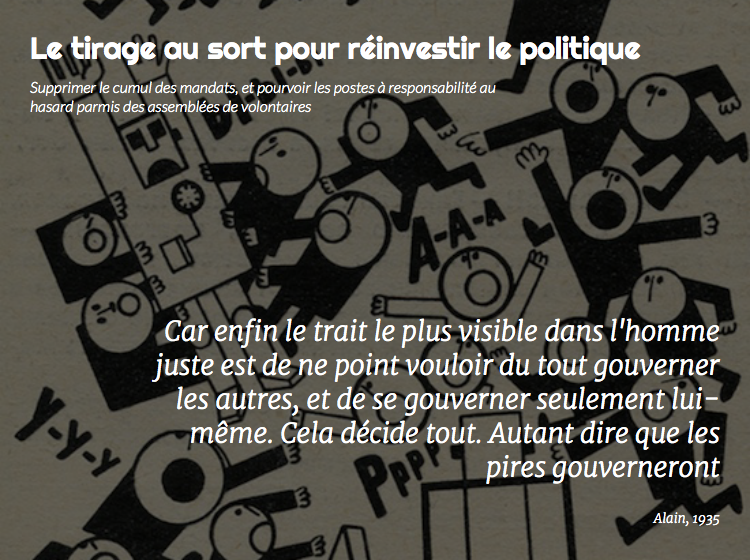 Le tirage au sort pour réinvestir le politique
Supprimer le cumul des mandats, et pourvoir les postes à responsabilité au
hasard parmis des assemblées de volontaires
A-A-A
Car enfin le trait le plus visible dans l'homme
juste est de ne point vouloir du tout gouverner
les autres, et de se gouverner seulement lui-
même. Cela décide tout. Autant dire que les
pires gouverneront
Y-Y-Y
Alain, 1935